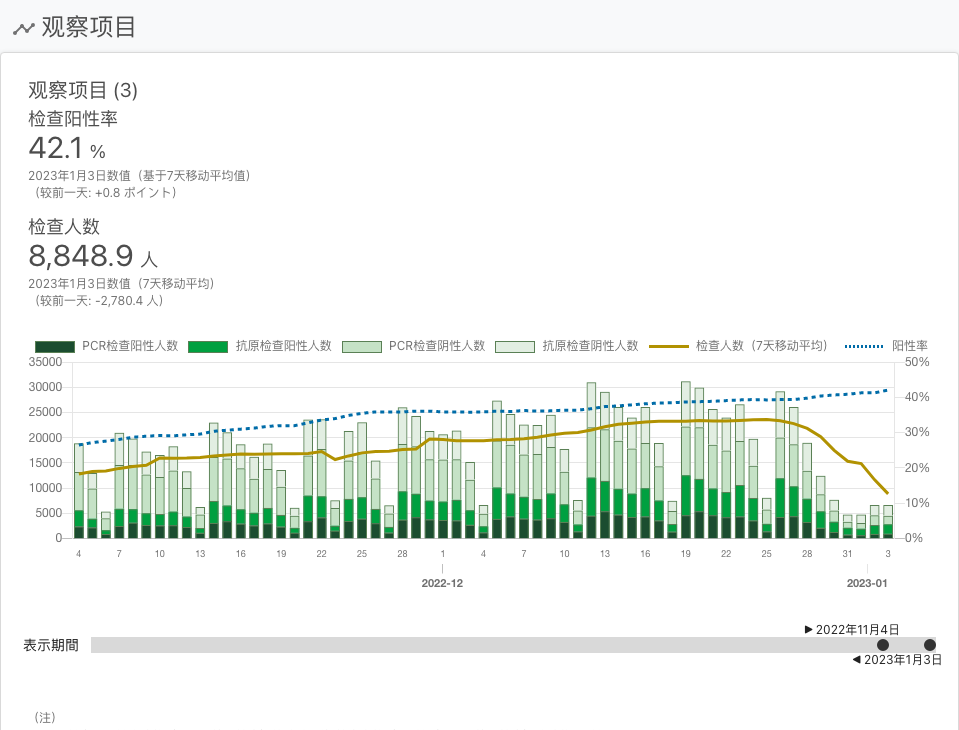 观察项目
观察项目 (3)
检查阳性率
42.1 %
2023年1月3日数值（基于7天移动平均值）
（较前一天: +0.8 ポイント）
检查人数
8,848.9 人
2023年1月3日数值（7天移动平均）
（较前一天: -2,780.4 人）
PCR检查阳性人数 抗原检查阳性人数 PCR检查阴性人数 抗原检查阴性人数 检查人数（7天移动平均） 阳性率
35000 50%
30000 40%
25000
20000 30%
15000 20%
10000
5000 10%
0 0%
4 7 10 13 16 19 22 25 28 1 4 7 10 13 16 19 22 25 28 31 3
2022-12 2023-01
▶ 2022年11月4日
表示期間
◀ 2023年1月3日
（注）